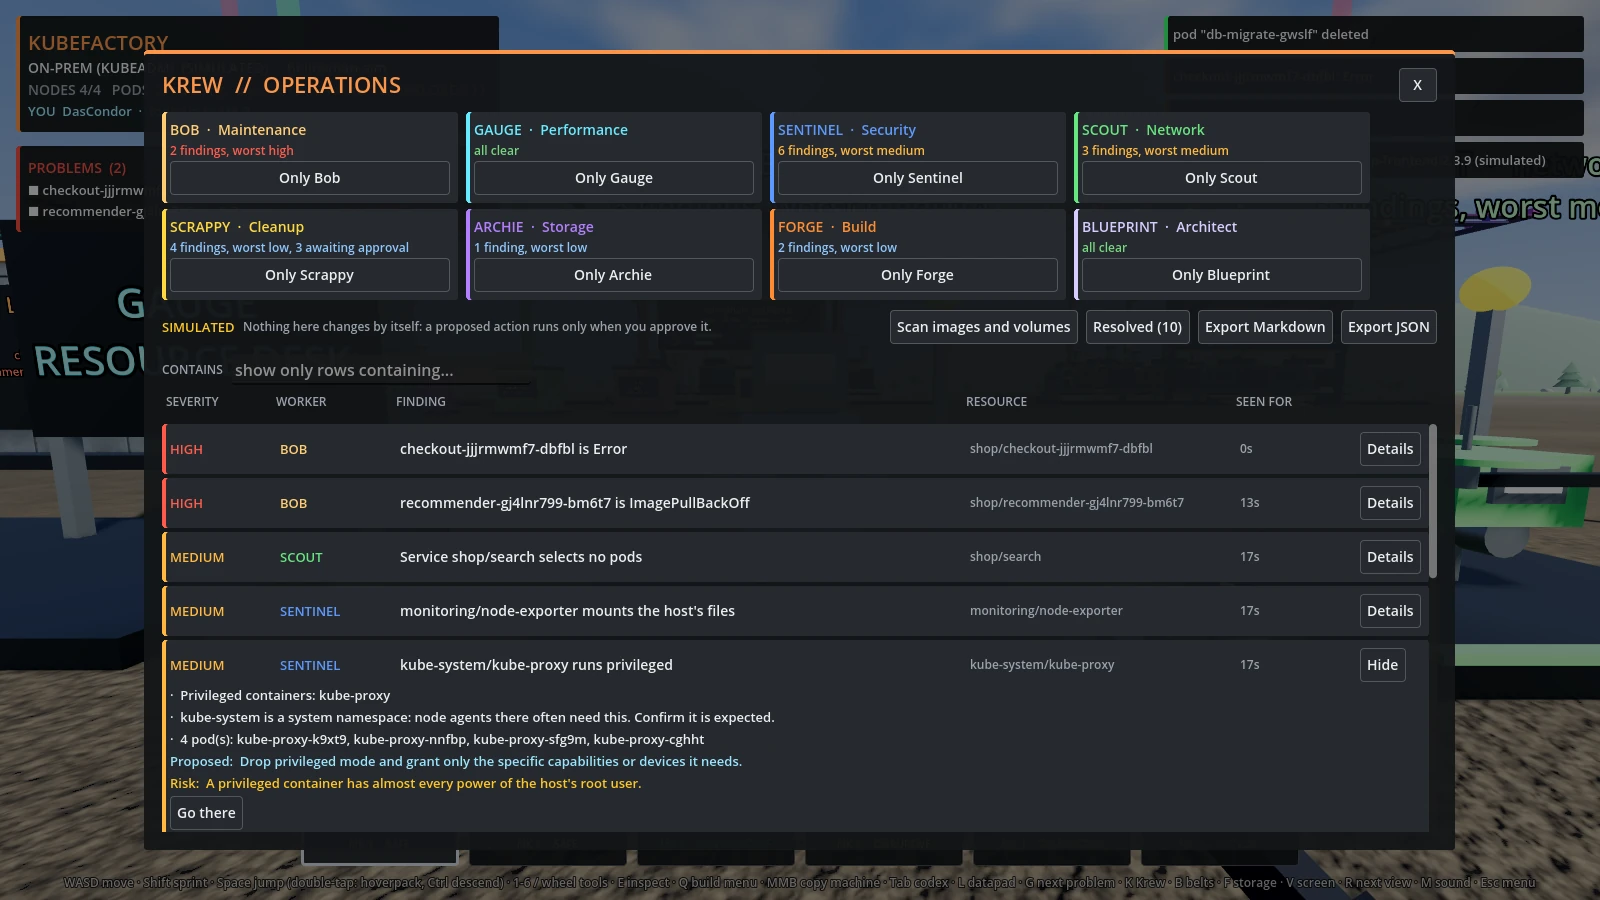 KUBEFACTORY
ON-PREM (KUBEA
NODES 4/4 PODS
YOU DasCondor ·
PROBLEMS (2)
checkout-jjjrmw
recommender-g
pod "db-migrate-gwslf" deleted
3.9 (simulated)
worst m
GAUGE
RESOURCE DESK
KREW // OPERATIONS
X
BOB · Maintenance
2 findings, worst high
Only Bob
GAUGE · Performance
all clear
Only Gauge
SENTINEL · Security
6 findings, worst medium
Only Sentinel
SCOUT · Network
3 findings, worst medium
Only Scout
SCRAPPY · Cleanup
4 findings, worst low, 3 awaiting approval
Only Scrappy
ARCHIE · Storage
1 finding, worst low
Only Archie
FORGE · Build
2 findings, worst low
Only Forge
BLUEPRINT · Architect
all clear
Only Blueprint
SIMULATED Nothing here changes by itself: a proposed action runs only when you approve it.
Scan images and volumes
Resolved (10)
Export Markdown
Export JSON
CONTAINS show only rows containing...
SEVERITY WORKER FINDING RESOURCE SEEN FOR
HIGH BOB checkout-jjjrmwmf7-dbfbl is Error shop/checkout-jjjrmwmf7-dbfbl 0s Details
HIGH BOB recommender-gj4lnr799-bm6t7 is ImagePullBackOff shop/recommender-gj4lnr799-bm6t7 13s Details
MEDIUM SCOUT Service shop/search selects no pods shop/search 17s Details
MEDIUM SENTINEL monitoring/node-exporter mounts the host's files monitoring/node-exporter 17s Details
MEDIUM SENTINEL kube-system/kube-proxy runs privileged kube-system/kube-proxy 17s Hide
· Privileged containers: kube-proxy
· kube-system is a system namespace: node agents there often need this. Confirm it is expected.
· 4 pod(s): kube-proxy-k9xt9, kube-proxy-nnfbp, kube-proxy-sfg9m, kube-proxy-cghht
Proposed: Drop privileged mode and grant only the specific capabilities or devices it needs.
Risk: A privileged container has almost every power of the host's root user.
Go there
WASD move · Shift sprint · Space jump (double-tap: hoverpack, Ctrl descend) · 1-6 / wheel tools · E inspect · Q build menu · MMB copy machine · Tab codex · L datapad · G next problem · K Krew · B belts · F storage · V screen · R next view · M sound · Esc menu